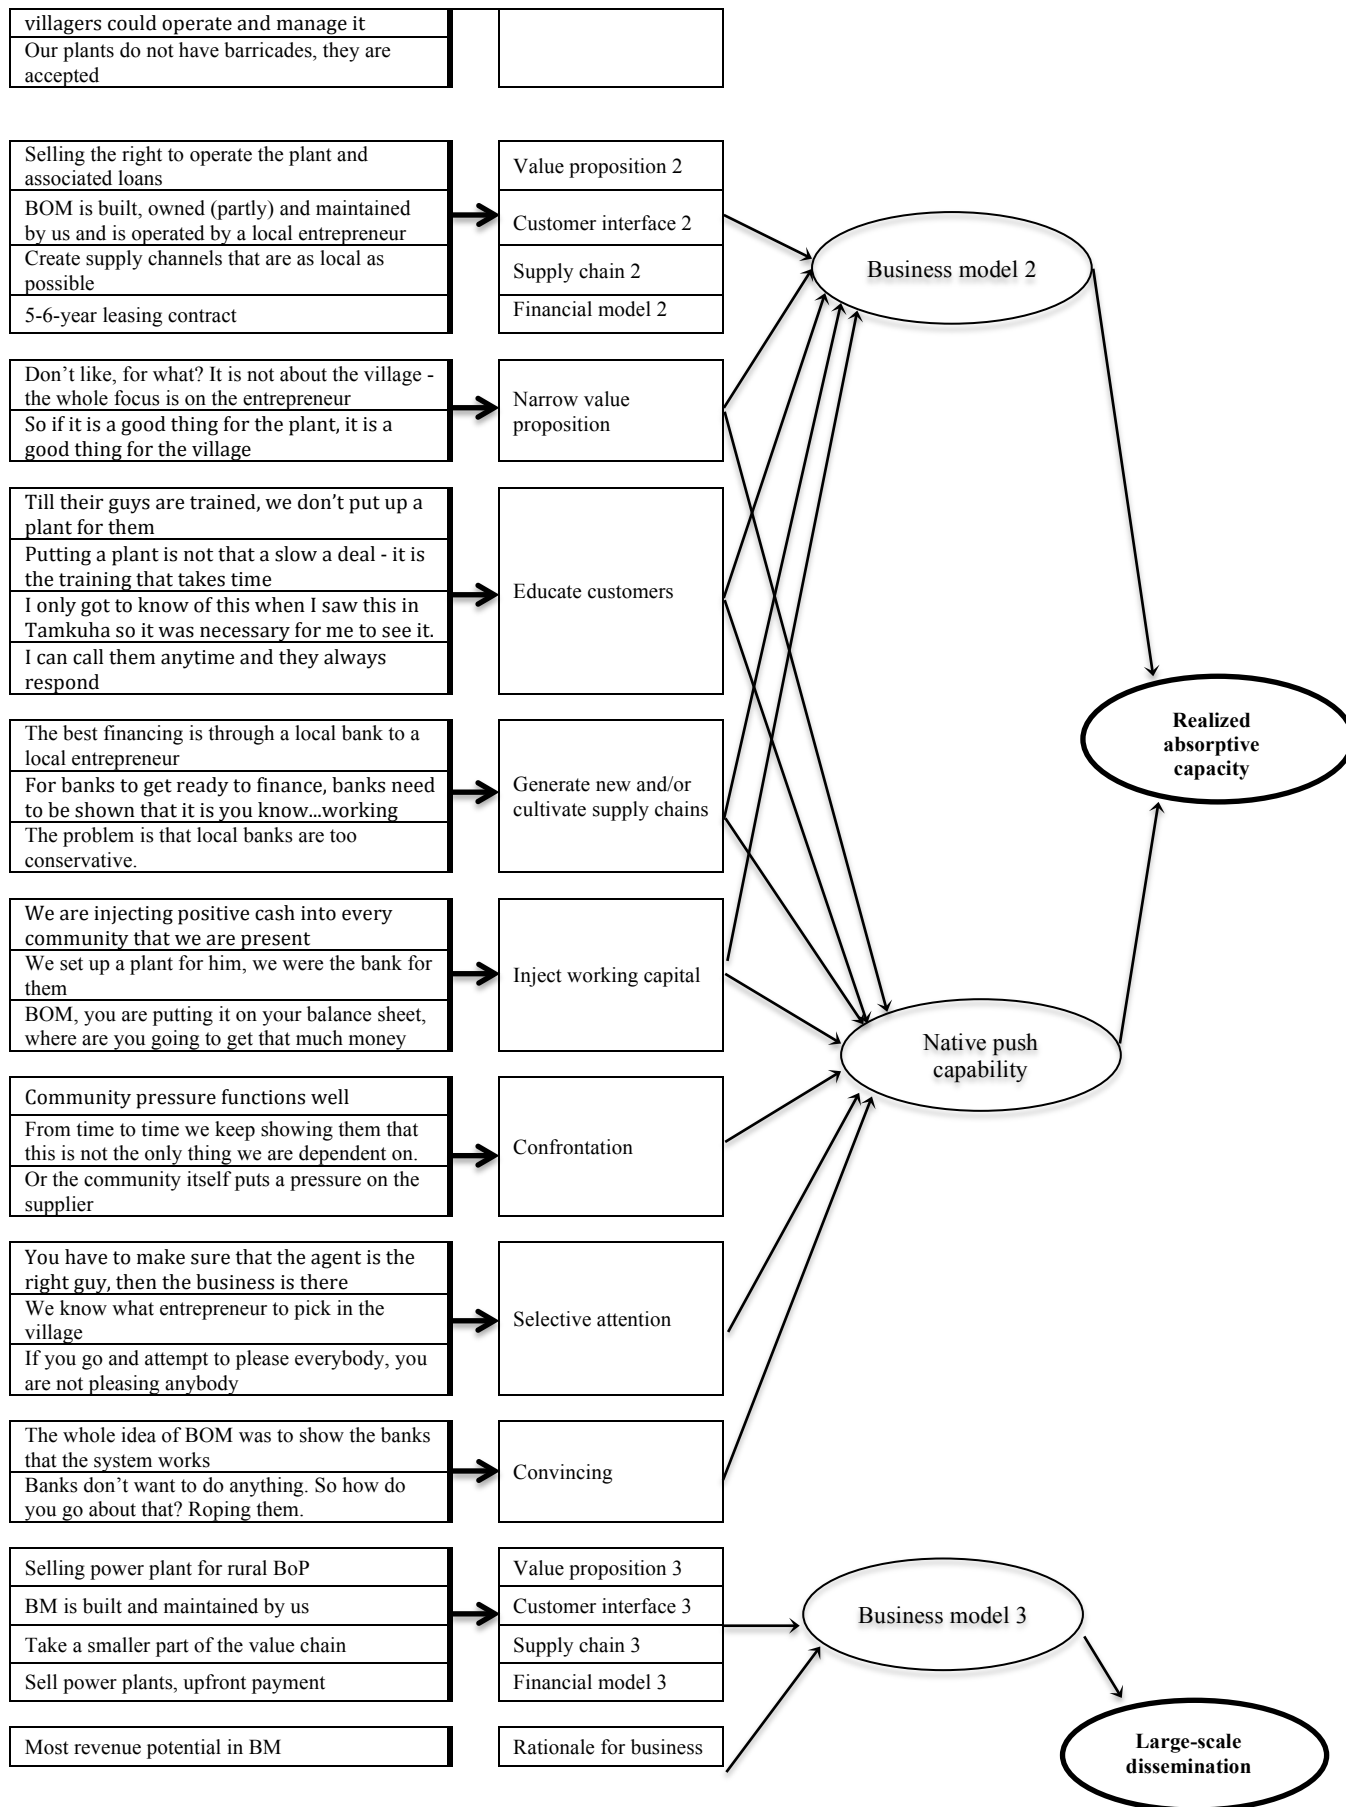 villagers could operate and manage it
Our plants do not have barricades, they are
accepted
Selling the right to operate the plant and
associated loans
BOM is built, owned (partly) and maintained
by us and is operated by a local entrepreneur
Create supply channels that are as local as
possible
5-6-year leasing contract
Value proposition 2
Customer interface 2
Supply chain 2
Financial model 2
Business model 2
Don't like, for what? It is not about the village -
the whole focus is on the entrepreneur
So if it is a good thing for the plant, it is a
good thing for the village
Narrow value
proposition
Till their guys are trained, we don't put up a
plant for them
Putting a plant is not that a slow a deal - it is
the training that takes time
I only got to know of this when I saw this in
Tamkuha so it was necessary for me to see it.
I can call them anytime and they always
respond
Educate customers
Realized
absorptive
capacity
The best financing is through a local bank to a
local entrepreneur
For banks to get ready to finance, banks need
to be shown that it is you know...working
The problem is that local banks are too
conservative.
Generate new and/or
cultivate supply chains
We are injecting positive cash into every
community that we are present
We set up a plant for him, we were the bank for
them
BOM, you are putting it on your balance sheet,
where are you going to get that much money
Inject working capital
Native push
capability
Community pressure functions well
From time to time we keep showing them that
this is not the only thing we are dependent on.
Or the community itself puts a pressure on the
supplier
Confrontation
You have to make sure that the agent is the
right guy, then the business is there
We know what entrepreneur to pick in the
village
If you go and attempt to please everybody, you
are not pleasing anybody
Selective attention
The whole idea of BOM was to show the banks
that the system works
Banks don't want to do anything. So how do
you go about that? Roping them.
Convincing
Selling power plant for rural BoP
BM is built and maintained by us
Take a smaller part of the value chain
Sell power plants, upfront payment
Value proposition 3
Customer interface 3
Supply chain 3
Financial model 3
Business model 3
Most revenue potential in BM
Rationale for business
Large-scale
dissemination